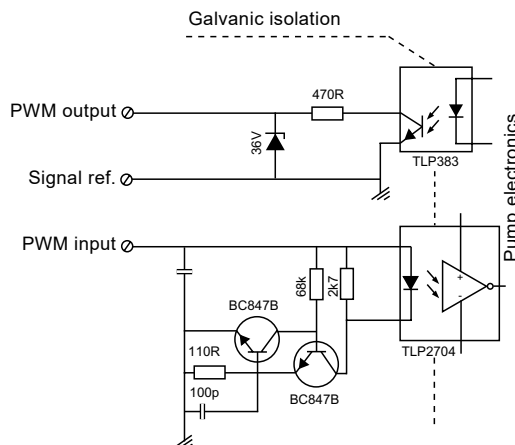 Galvanic isolation
470R
PWM output
36V
TLP383
Signal ref.
Pump electronics
PWM input
68k
2k7
+
-
BC847B
TLP2704
110R
BC847B
100p